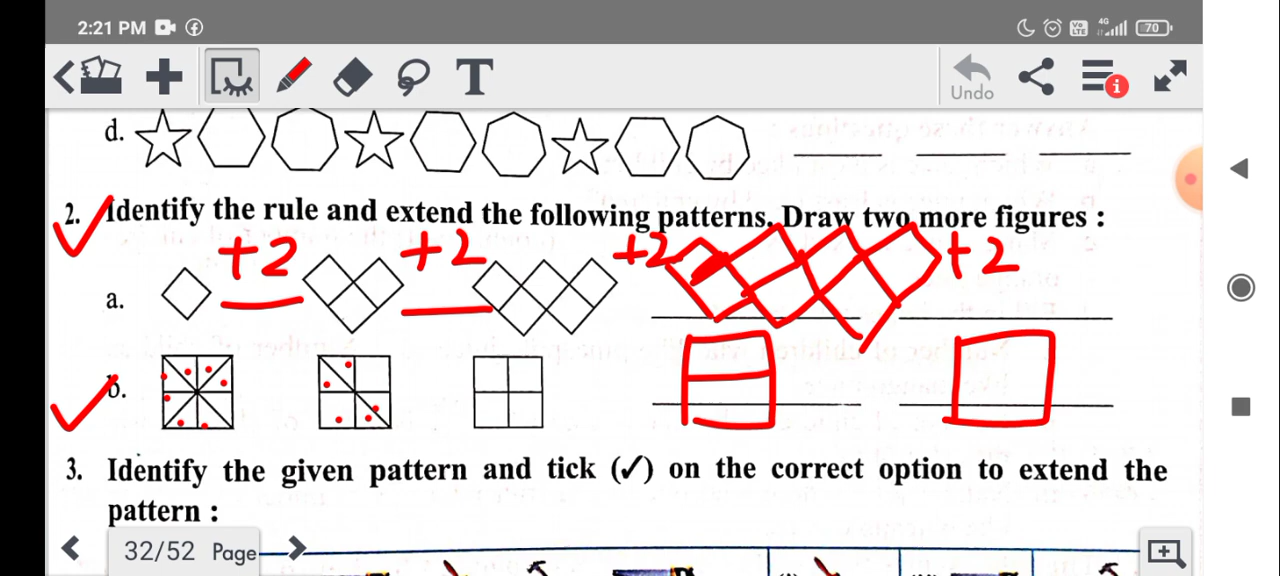 2:21 PM 4G 70
T Undo
d.
2. Identify the rule and extend the following patterns. Draw two more figures :
+2 +2 +2 +2
a.
b.
3. Identify the given pattern and tick (✓) on the correct option to extend the
pattern :
32/52 Page